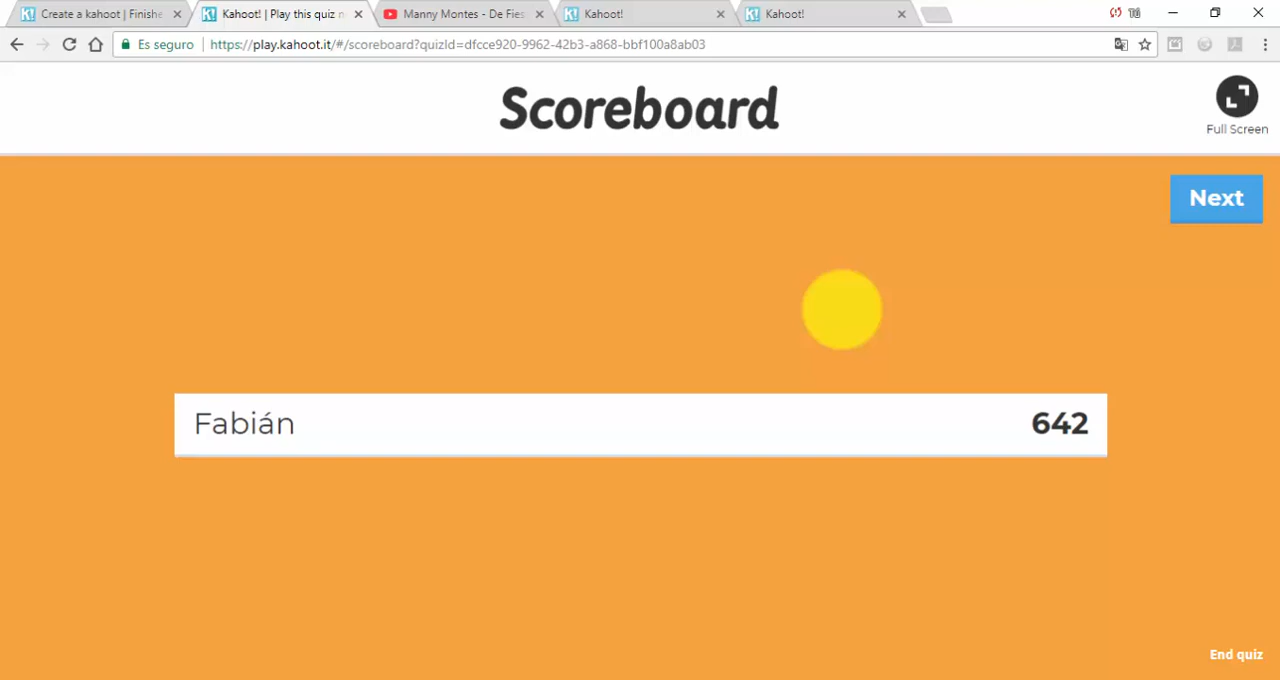 Create a kahoot | Finishe
Kahoot! | Play this quiz n
Manny Montes - De Fies
Kahoot!
Kahoot!
Es seguro
https://play.kahoot.it/#/scoreboard?quizId=dfcce920-9962-42b3-a868-bbf100a8ab03
Scoreboard
Full Screen
Next
Fabián 642
End quiz